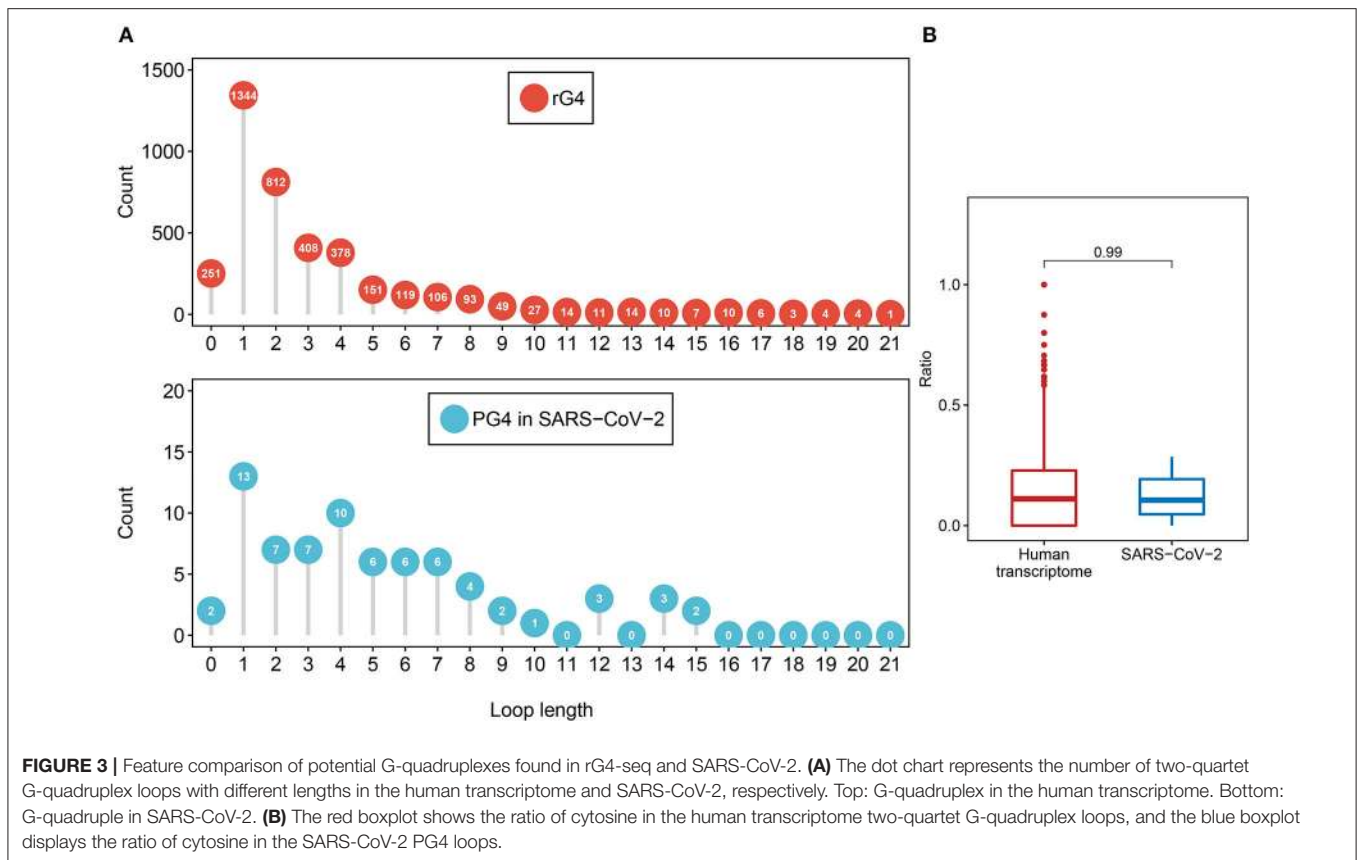 A
1500
1000
500
0
Count
rG4
251 1344 812 408 378 151 119 106 93 49 27 14 11 14 10 7 10 6 3 4 4 1
0 1 2 3 4 5 6 7 8 9 10 11 12 13 14 15 16 17 18 19 20 21
20
15
10
5
0
Count
PG4 in SARS−CoV−2
2 13 7 7 10 6 6 6 4 2 1 0 3 0 3 2 0 0 0 0 0 0
0 1 2 3 4 5 6 7 8 9 10 11 12 13 14 15 16 17 18 19 20 21
Loop length
B
0.99
1.0
0.5
0.0
Ratio
Human
transcriptome
SARS−CoV−2
FIGURE 3 | Feature comparison of potential G-quadruplexes found in rG4-seq and SARS-CoV-2. (A) The dot chart represents the number of two-quartet
G-quadruplex loops with different lengths in the human transcriptome and SARS-CoV-2, respectively. Top: G-quadruplex in the human transcriptome. Bottom:
G-quadruple in SARS-CoV-2. (B) The red boxplot shows the ratio of cytosine in the human transcriptome two-quartet G-quadruplex loops, and the blue boxplot
displays the ratio of cytosine in the SARS-CoV-2 PG4 loops.